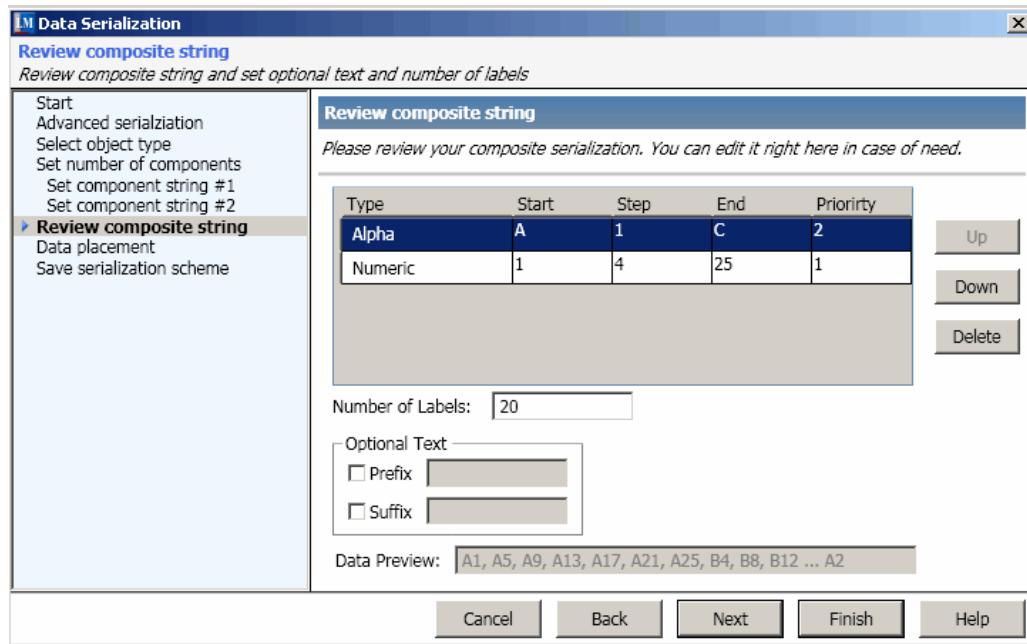 LM Data Serialization
Review composite string
Review composite string and set optional text and number of labels
Start
Advanced serialziation
Select object type
Set number of components
Set component string #1
Set component string #2
Review composite string
Data placement
Save serialization scheme
Review composite string
Please review your composite serialization. You can edit it right here in case of need.
Type Start Step End Priorirty
Alpha A 1 C 2
Numeric 1 4 25 1
Up
Down
Delete
Number of Labels: 20
Optional Text
Prefix
Suffix
Data Preview: A1, A5, A9, A13, A17, A21, A25, B4, B8, B12 ... A2
Cancel Back Next Finish Help